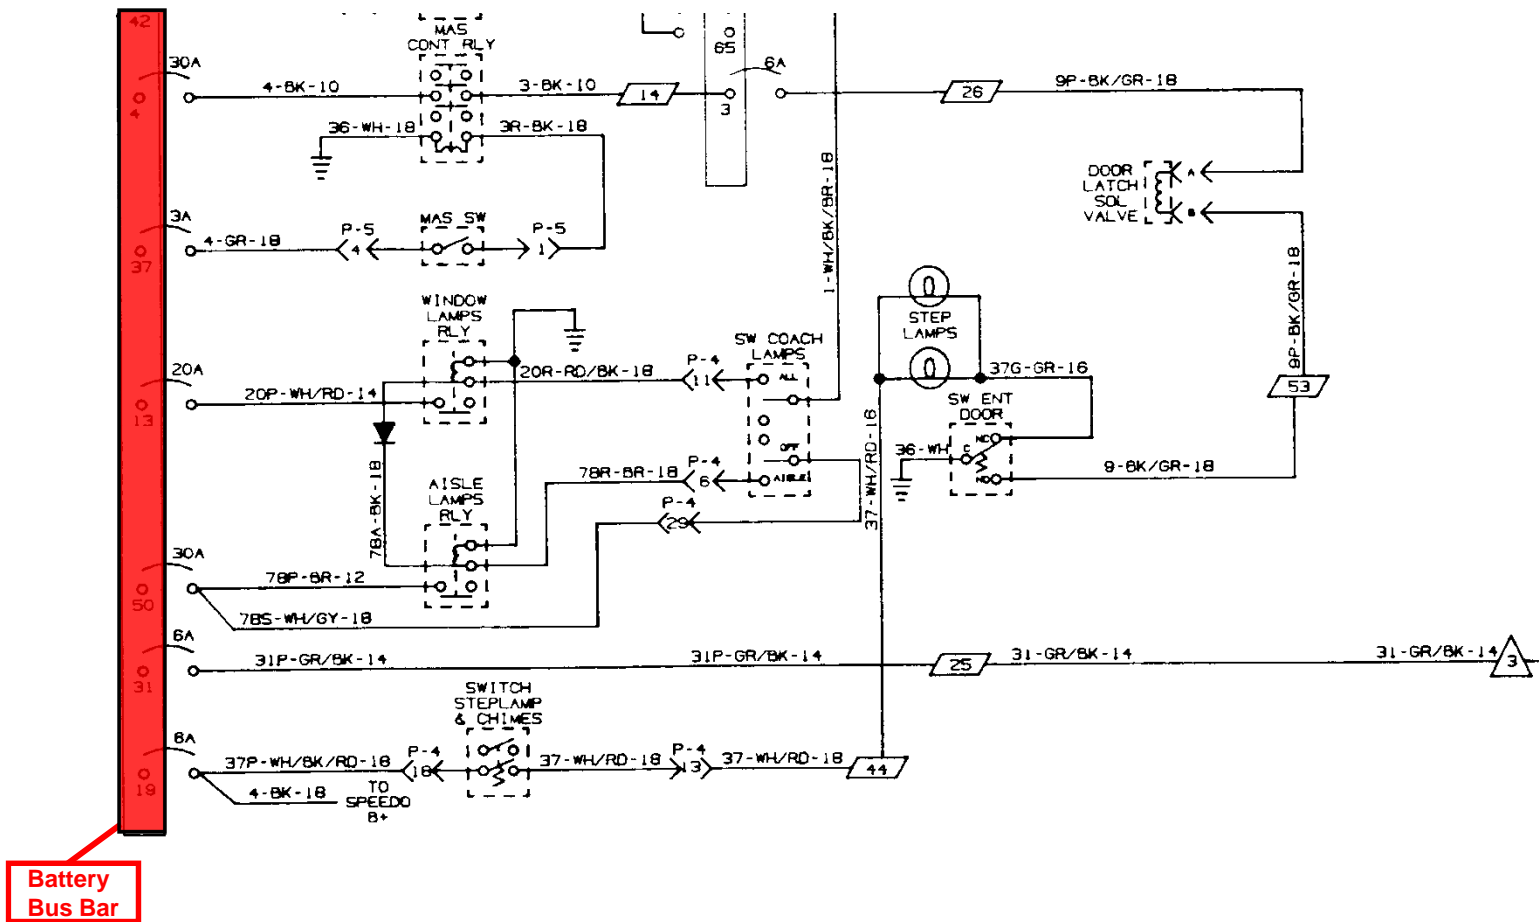 42
MAS
CONT RLY
65
30A
6A
4-BK-10
3-BK-10
14
26
9P-BK/GR-18
4
3
36-WH-18
3R-BK-18
DOOR
LATCH
SOL
VALVE
A
B
3A
4-GR-18
P-5
4
MAS SW
P-5
1
37
1-WH/BK/BR-18
9P-BK/GR-18
WINDOW
LAMPS
RLY
STEP
LAMPS
SW COACH
LAMPS
20A
20P-WH/RD-14
20R-RD/BK-18
P-4
11
ALL
37G-GR-16
53
13
SW ENT
DOOR
NC
C
NO
OFF
AISLE
36-WH
9-BK/GR-18
37-WH/RD-16
78A-BK-18
AISLE
LAMPS
RLY
78R-BR-18
P-4
6
P-4
29
30A
78P-BR-12
50
78S-WH/GY-18
6A
31P-GR/BK-14
31P-GR/BK-14
25
31-GR/BK-14
31-GR/BK-14
3
31
SWITCH
STEPLAMP
& CHIMES
6A
37P-WH/BK/RD-18
P-4
18
37-WH/RD-18
P-4
13
37-WH/RD-18
44
19
4-BK-18
TO
SPEEDO
B+
Battery
Bus Bar